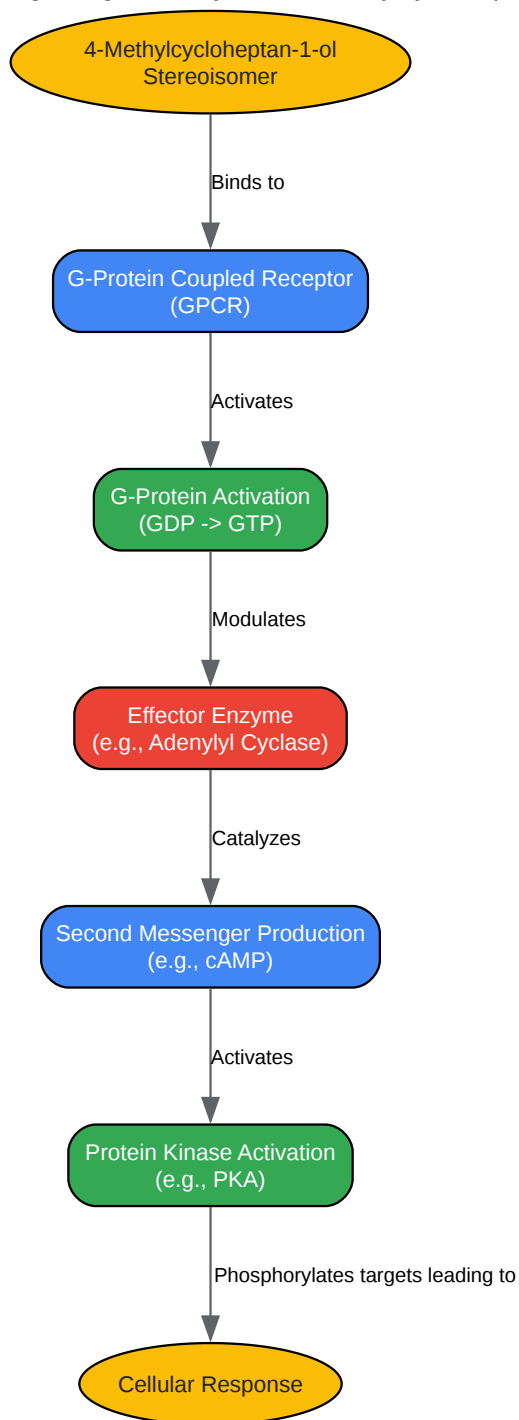 4-Methylcycloheptan-1-ol
Stereoisomer
Binds to
G-Protein Coupled Receptor
(GPCR)
Activates
G-Protein Activation
(GDP -> GTP)
Modulates
Effector Enzyme
(e.g., Adenylyl Cyclase)
Catalyzes
Second Messenger Production
(e.g., cAMP)
Activates
Protein Kinase Activation
(e.g., PKA)
Phosphorylates targets leading to
Cellular Response